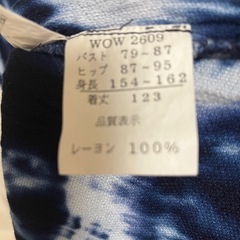 WOW 2609
バスト 79~87
ヒップ 87~95
身長 154~162
着丈 123
品質表示
レーヨン 100%